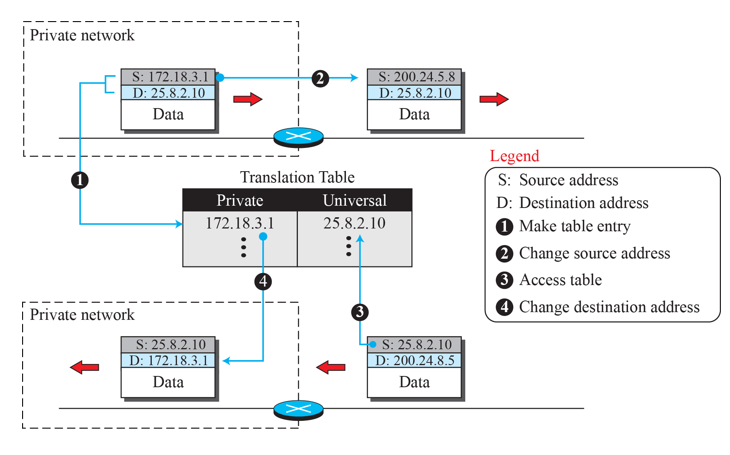 Private network
S: 172.18.3.1
D: 25.8.2.10
Data
2
S: 200.24.5.8
D: 25.8.2.10
Data
1
Translation Table
Private Universal
172.18.3.1 25.8.2.10
4
3
Legend
S: Source address
D: Destination address
1 Make table entry
2 Change source address
3 Access table
4 Change destination address
Private network
S: 25.8.2.10
D: 172.18.3.1
Data
S: 25.8.2.10
D: 200.24.8.5
Data